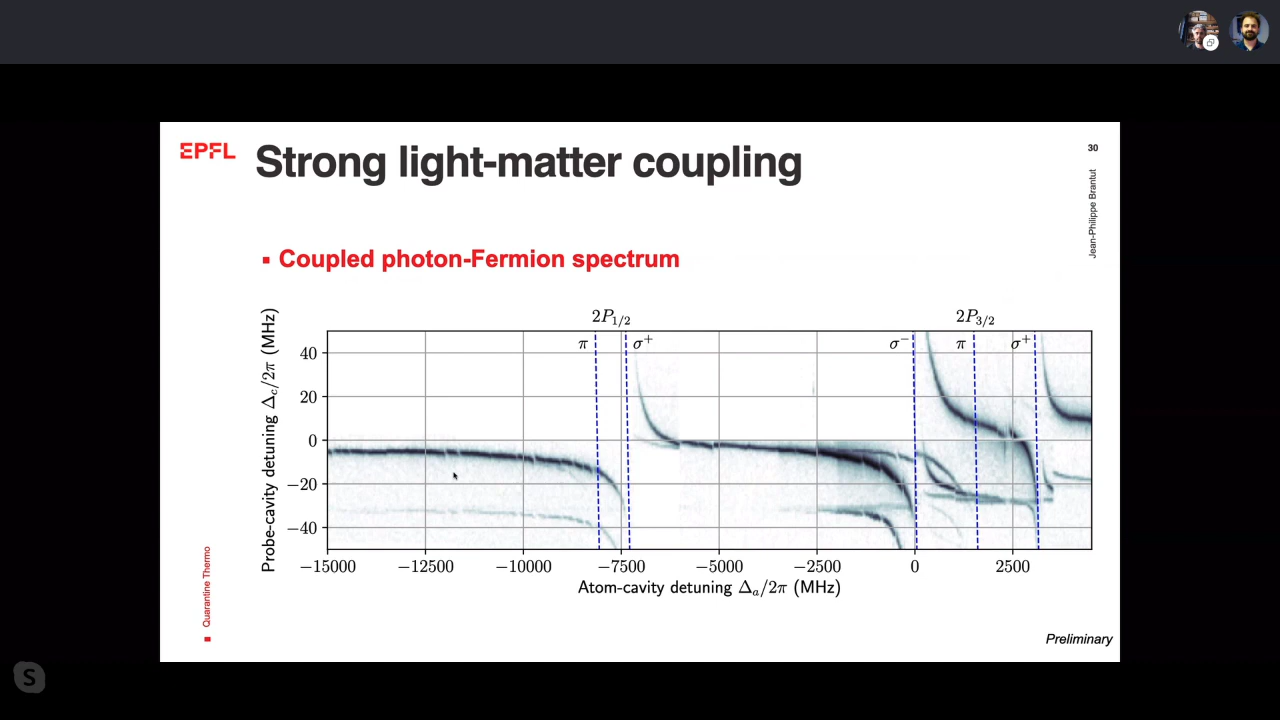 EPFL
Strong light-matter coupling
30
Jean-Philippe Brantut
▪ Coupled photon-Fermion spectrum
2P1/2
2P3/2
π
σ+
σ−
π
σ+
Probe-cavity detuning Δc/2π (MHz)
40
20
0
−20
−40
−15000
−12500
−10000
−7500
−5000
−2500
0
2500
Atom-cavity detuning Δa/2π (MHz)
Quarantine Thermo
Preliminary
S